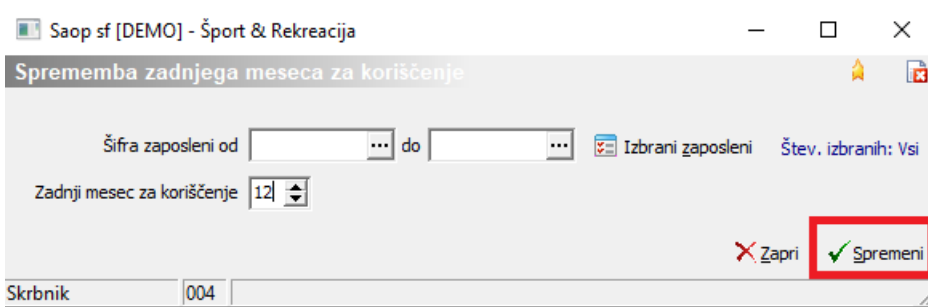 Saop sf [DEMO] - Šport & Rekreacija
Sprememba zadnjega meseca za koriščenje
Šifra zaposleni od ... do ... Izbrani zaposleni Štev. izbranih: Vsi
Zadnji mesec za koriščenje 12
Zapri Spremeni
Skrbnik 004